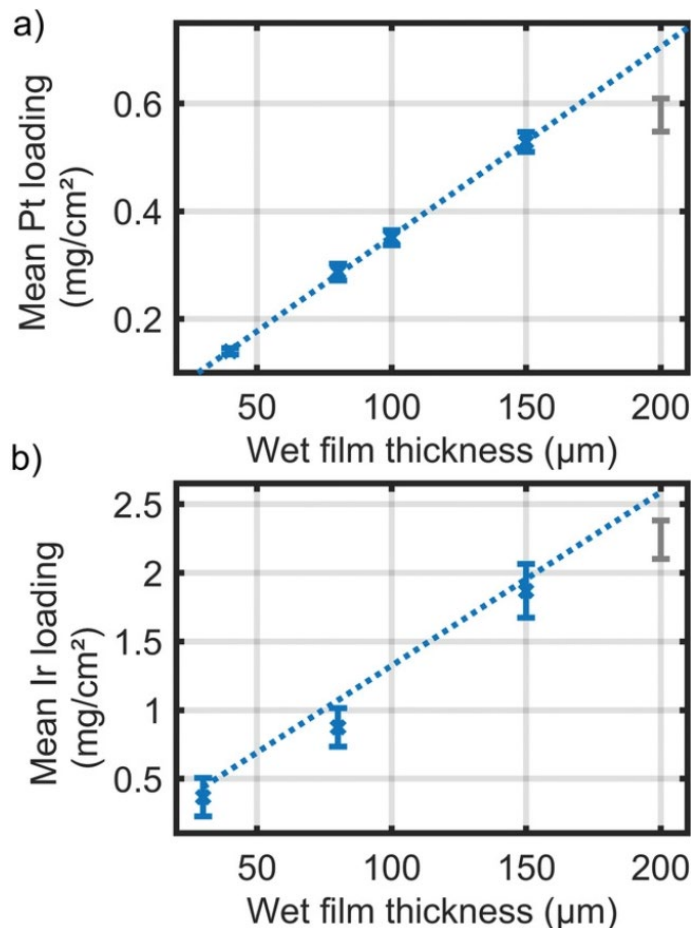 a)
Mean Pt loading
(mg/cm²)
0.6
0.4
0.2
50 100 150 200
Wet film thickness (µm)
b)
Mean Ir loading
(mg/cm²)
2.5
2
1.5
1
0.5
50 100 150 200
Wet film thickness (µm)